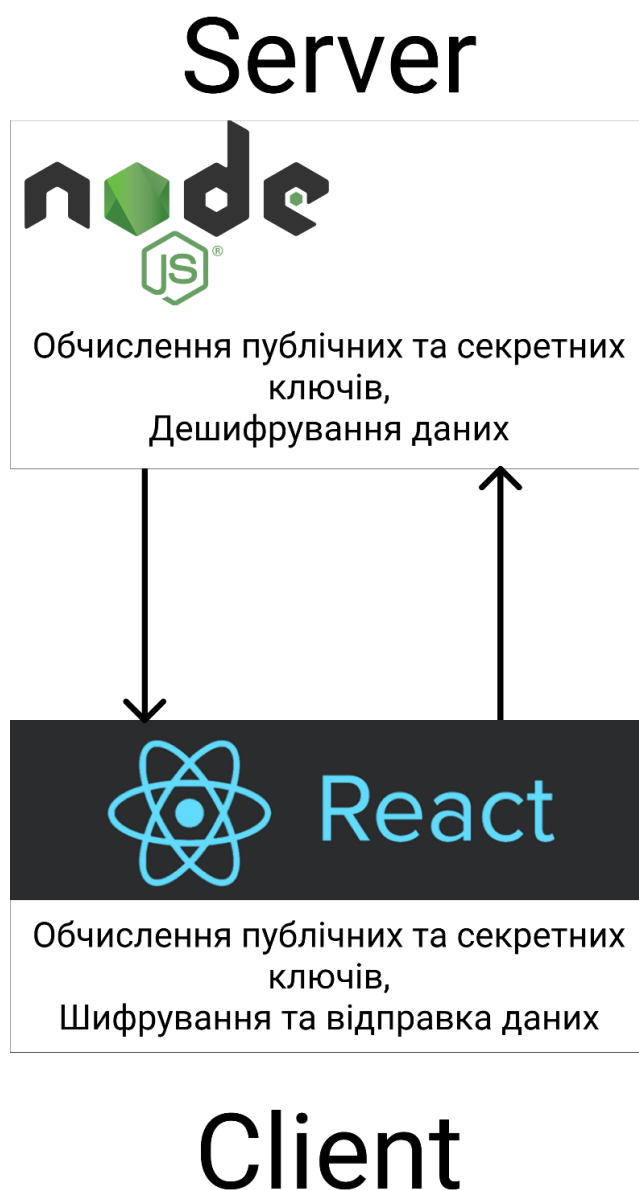 Server
node
JS®
Обчислення публічних та секретних
ключів,
Дешифрування даних
React
Обчислення публічних та секретних
ключів,
Шифрування та відправка даних
Client